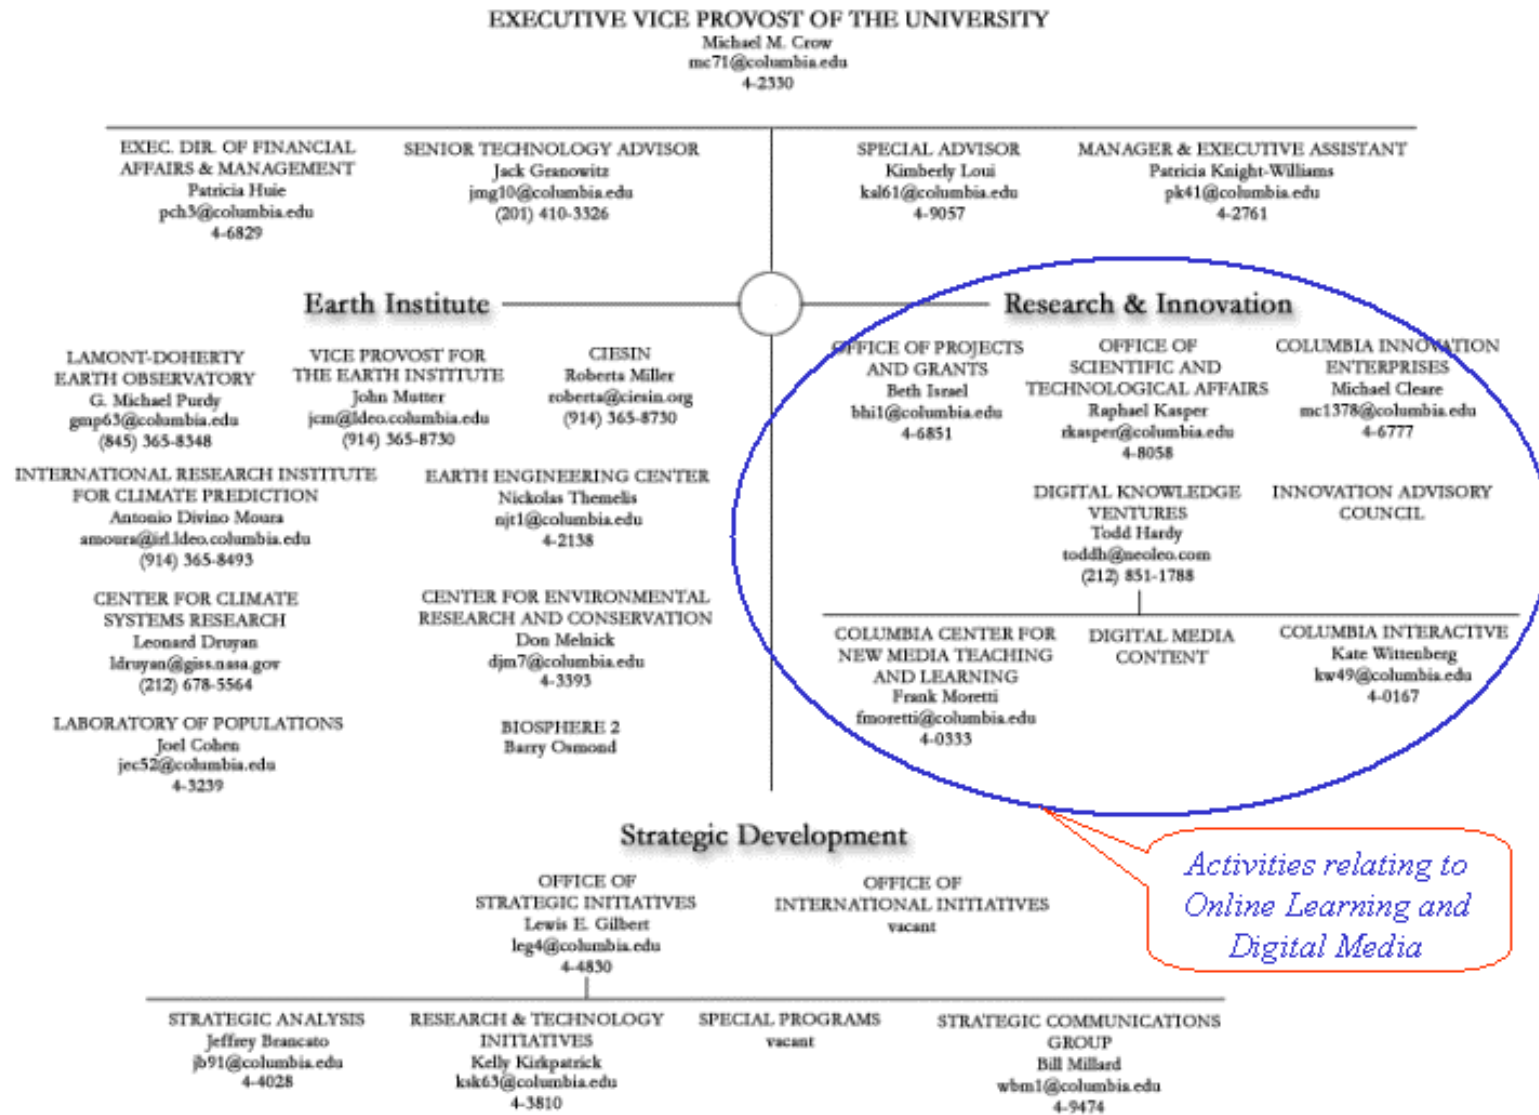 EXECUTIVE VICE PROVOST OF THE UNIVERSITY
Michael M. Crow
mc71@columbia.edu
4-2330
EXEC. DIR. OF FINANCIAL
AFFAIRS & MANAGEMENT
Patricia Huie
pch3@columbia.edu
4-6829
SENIOR TECHNOLOGY ADVISOR
Jack Granowitz
jmg10@columbia.edu
(201) 410-3326
SPECIAL ADVISOR
Kimberly Loui
kal61@columbia.edu
4-9057
MANAGER & EXECUTIVE ASSISTANT
Patricia Knight-Williams
pk41@columbia.edu
4-2761
Earth Institute
LAMONT-DOHERTY
EARTH OBSERVATORY
G. Michael Purdy
gmp63@columbia.edu
(845) 365-8348
VICE PROVOST FOR
THE EARTH INSTITUTE
John Mutter
jcm@ldeo.columbia.edu
(914) 365-8730
CIESIN
Roberta Miller
roberta@ciesin.org
(914) 365-8730
INTERNATIONAL RESEARCH INSTITUTE
FOR CLIMATE PREDICTION
Antonio Divino Moura
amoura@irl.ldeo.columbia.edu
(914) 365-8493
EARTH ENGINEERING CENTER
Nickolas Themelis
njt1@columbia.edu
4-2138
CENTER FOR CLIMATE
SYSTEMS RESEARCH
Leonard Druyan
ldruyan@giss.nasa.gov
(212) 678-5564
CENTER FOR ENVIRONMENTAL
RESEARCH AND CONSERVATION
Don Melnick
djm7@columbia.edu
4-3393
LABORATORY OF POPULATIONS
Joel Cohen
jec52@columbia.edu
4-3239
BIOSPHERE 2
Barry Osmond
Research & Innovation
OFFICE OF PROJECTS
AND GRANTS
Beth Israel
bhi1@columbia.edu
4-6851
OFFICE OF
SCIENTIFIC AND
TECHNOLOGICAL AFFAIRS
Raphael Kasper
rkasper@columbia.edu
4-8058
COLUMBIA INNOVATION
ENTERPRISES
Michael Cleare
mc1378@columbia.edu
4-6777
DIGITAL KNOWLEDGE
VENTURES
Todd Hardy
toddh@neoleo.com
(212) 851-1788
INNOVATION ADVISORY
COUNCIL
COLUMBIA CENTER FOR
NEW MEDIA TEACHING
AND LEARNING
Frank Moretti
fmoretti@columbia.edu
4-0333
DIGITAL MEDIA
CONTENT
COLUMBIA INTERACTIVE
Kate Wittenberg
kw49@columbia.edu
4-0167
Activities relating to
Online Learning and
Digital Media
Strategic Development
OFFICE OF
STRATEGIC INITIATIVES
Lewis E. Gilbert
leg4@columbia.edu
4-4830
OFFICE OF
INTERNATIONAL INITIATIVES
vacant
STRATEGIC ANALYSIS
Jeffrey Brancato
jb91@columbia.edu
4-4028
RESEARCH & TECHNOLOGY
INITIATIVES
Kelly Kirkpatrick
ksk63@columbia.edu
4-3810
SPECIAL PROGRAMS
vacant
STRATEGIC COMMUNICATIONS
GROUP
Bill Millard
wbm1@columbia.edu
4-9474